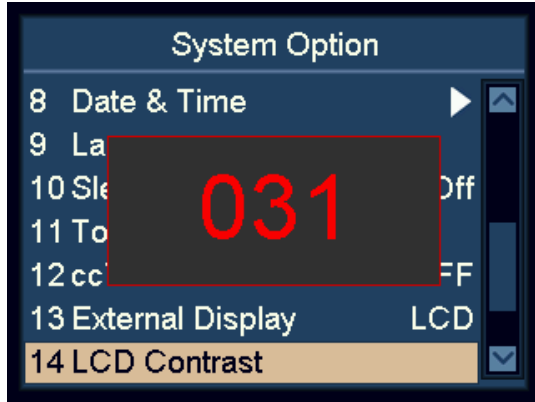 System Option
8 Date & Time
9 La
10 Sle Off
031
11 To
12 cc FF
13 External Display LCD
14 LCD Contrast